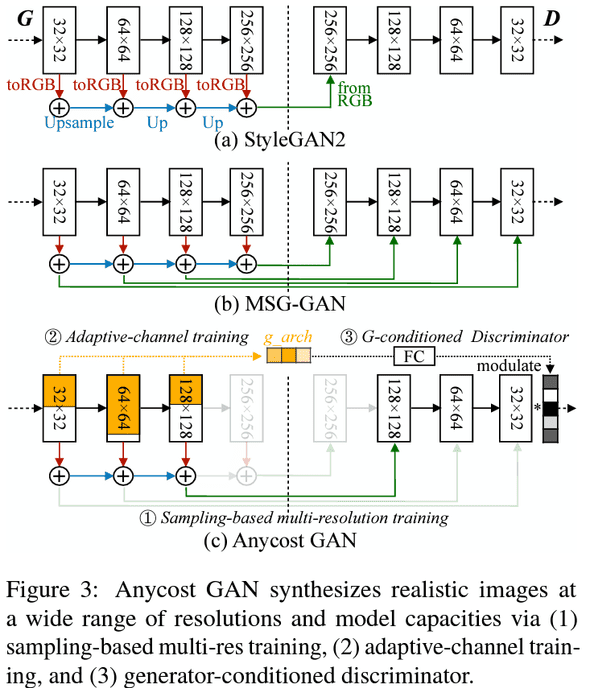 G 32×32 64×64 128×128 256×256 256×256 128×128 64×64 32×32 D
toRGB toRGB toRGB toRGB from
RGB
+ + + +
Upsample Up Up
(a) StyleGAN2
32×32 64×64 128×128 256×256 256×256 128×128 64×64 32×32
+ + + +
(b) MSG-GAN
② Adaptive-channel training g_arch ③ G-conditioned Discriminator
FC
modulate
32×32 64×64 128×128 256×256 256×256 128×128 64×64 32×32 *
+ + + +
① Sampling-based multi-resolution training
(c) Anycost GAN
Figure 3: Anycost GAN synthesizes realistic images at
a wide range of resolutions and model capacities via (1)
sampling-based multi-res training, (2) adaptive-channel train-
ing, and (3) generator-conditioned discriminator.